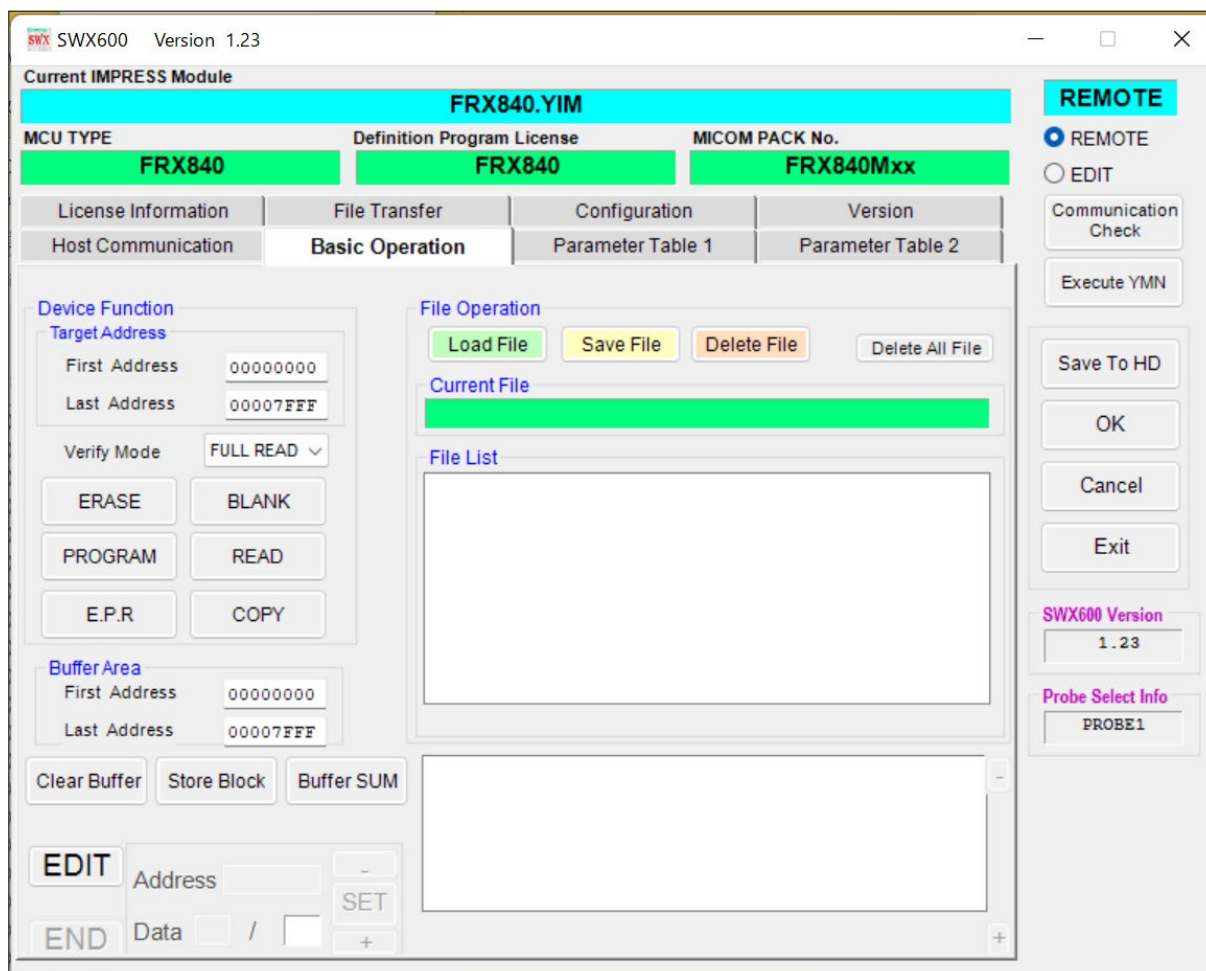 SWX SWX600 Version 1.23
Current IMPRESS Module
FRX840.YIM
MCU TYPE Definition Program License MICOM PACK No.
FRX840 FRX840 FRX840Mxx
License Information File Transfer Configuration Version
Host Communication Basic Operation Parameter Table 1 Parameter Table 2
Device Function
Target Address
First Address 00000000
Last Address 00007FFF
Verify Mode FULL READ
ERASE BLANK
PROGRAM READ
E.P.R COPY
Buffer Area
First Address 00000000
Last Address 00007FFF
Clear Buffer Store Block Buffer SUM
EDIT
Address
-
SET
END
Data /
+
File Operation
Load File Save File Delete File Delete All File
Current File
File List
-
+
REMOTE
REMOTE
EDIT
Communication
Check
Execute YMN
Save To HD
OK
Cancel
Exit
SWX600 Version
1.23
Probe Select Info
PROBE1